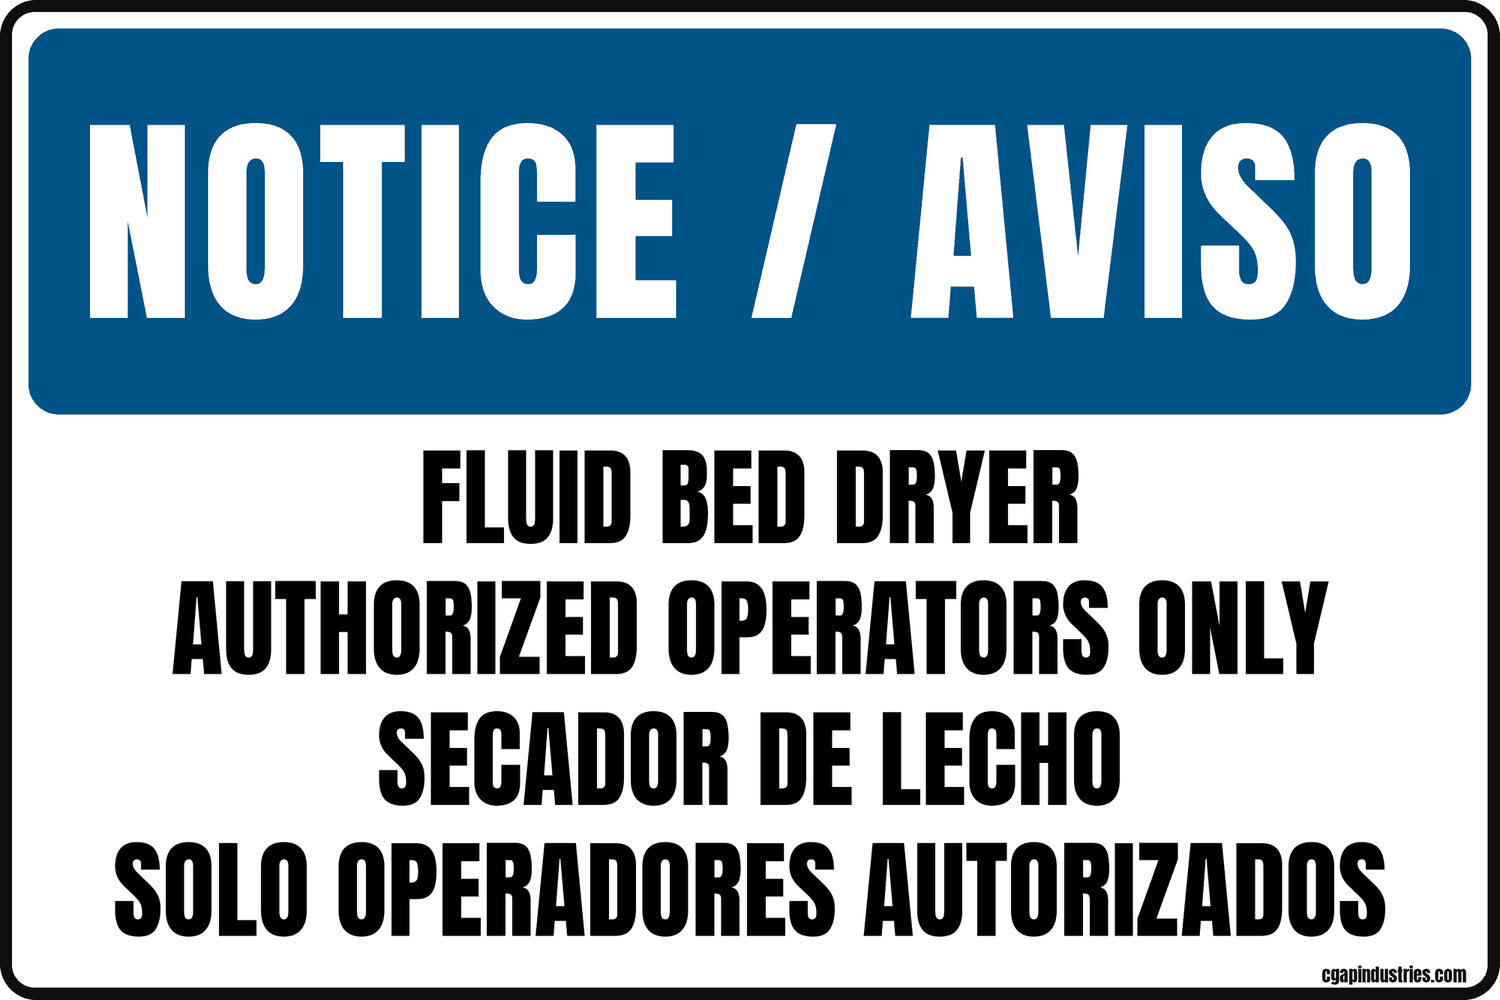 NOTICE / AVISO
FLUID BED DRYER
AUTHORIZED OPERATORS ONLY
SECADOR DE LECHO
SOLO OPERADORES AUTORIZADOS
cgapindustries.com